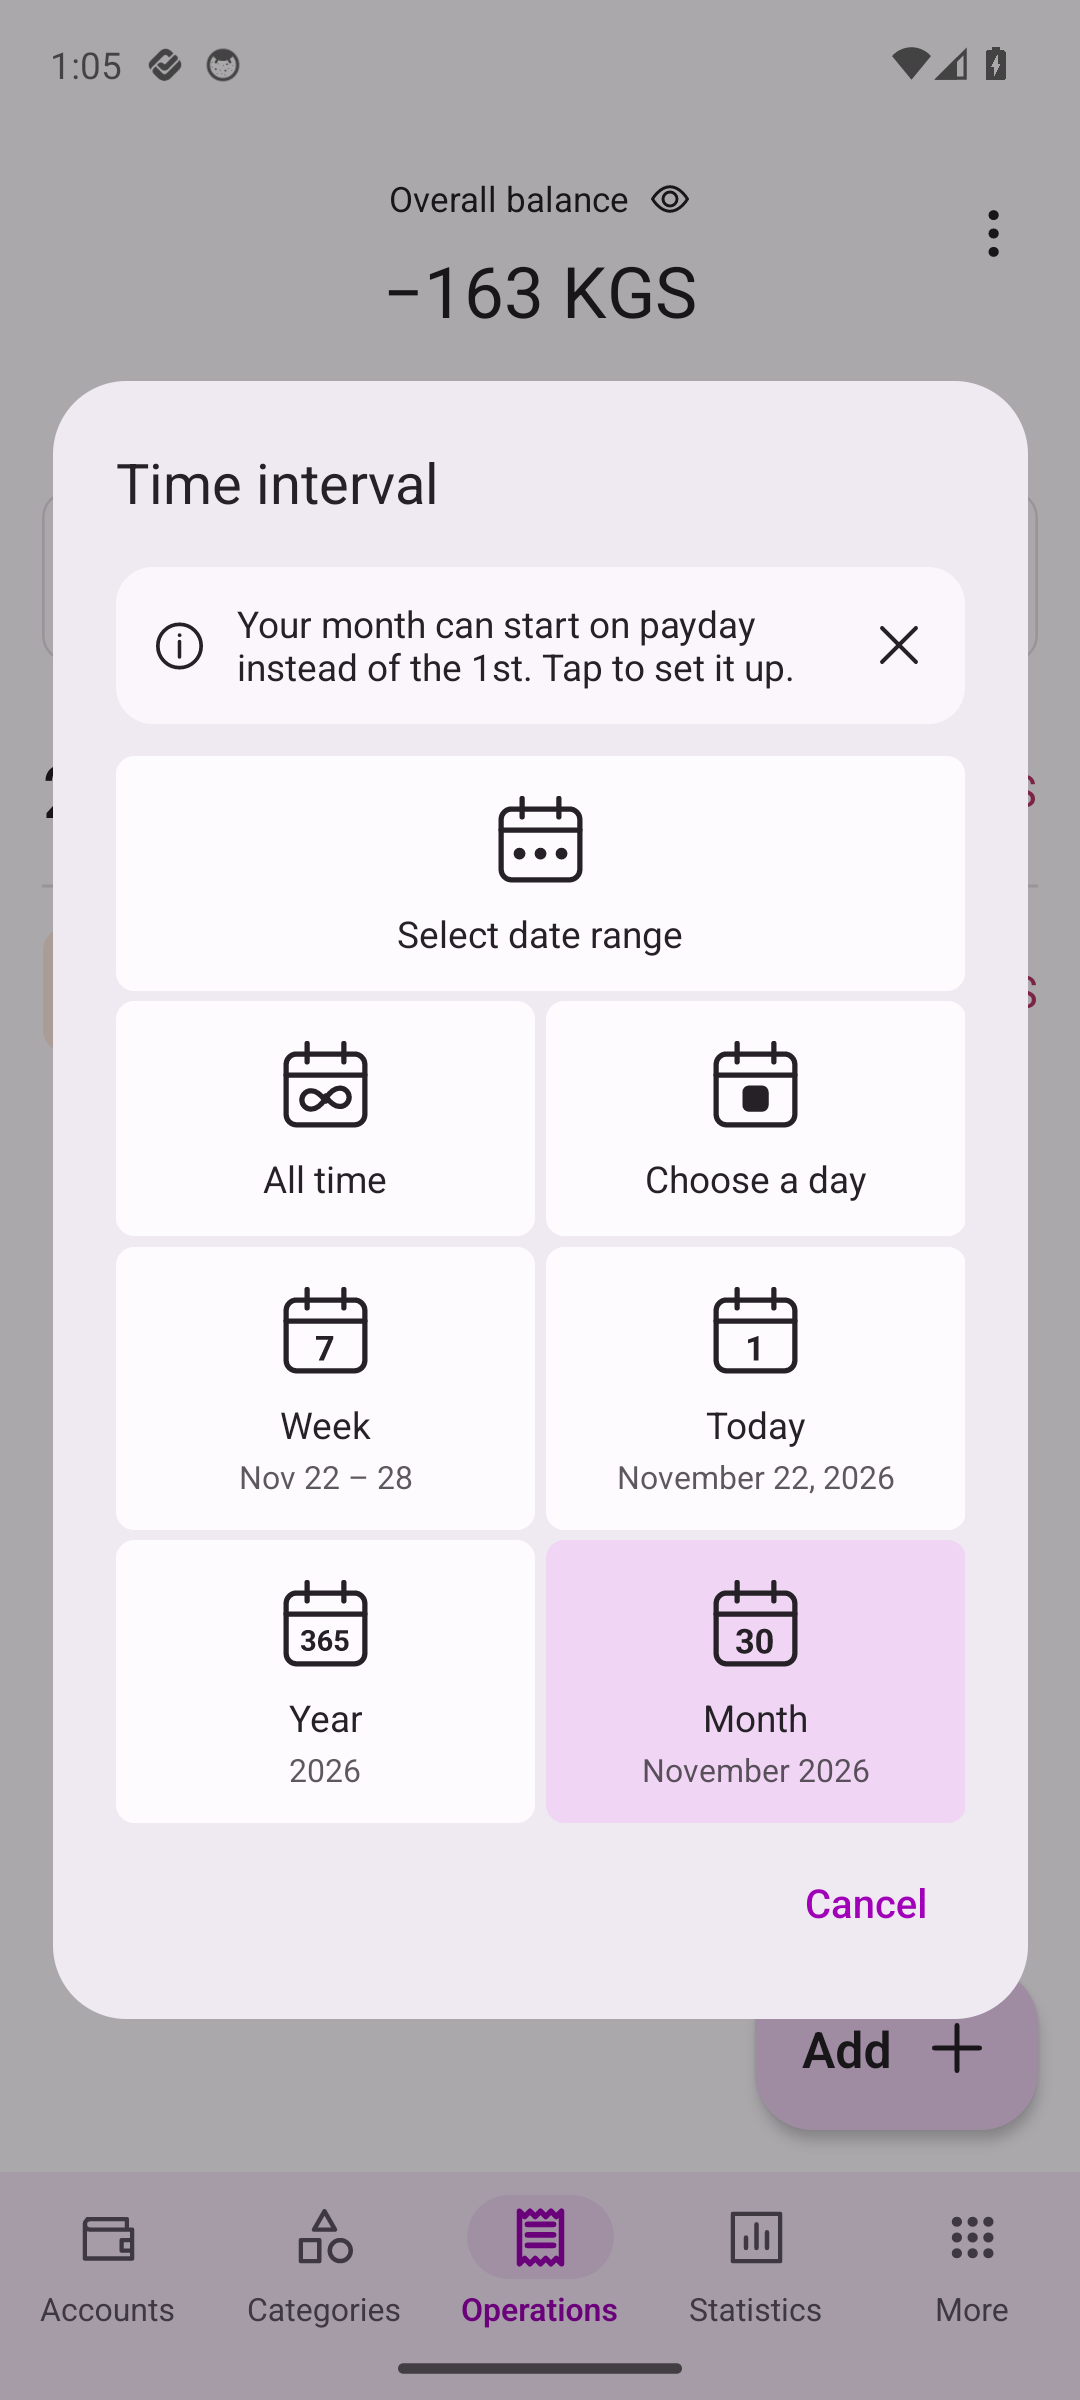 1:05
Overall balance
−163 KGS
Time interval
Your month can start on payday
instead of the 1st. Tap to set it up.
Select date range
All time
Choose a day
7
Week
Nov 22 – 28
1
Today
November 22, 2026
365
Year
2026
30
Month
November 2026
Cancel
Add
Accounts
Categories
Operations
Statistics
More